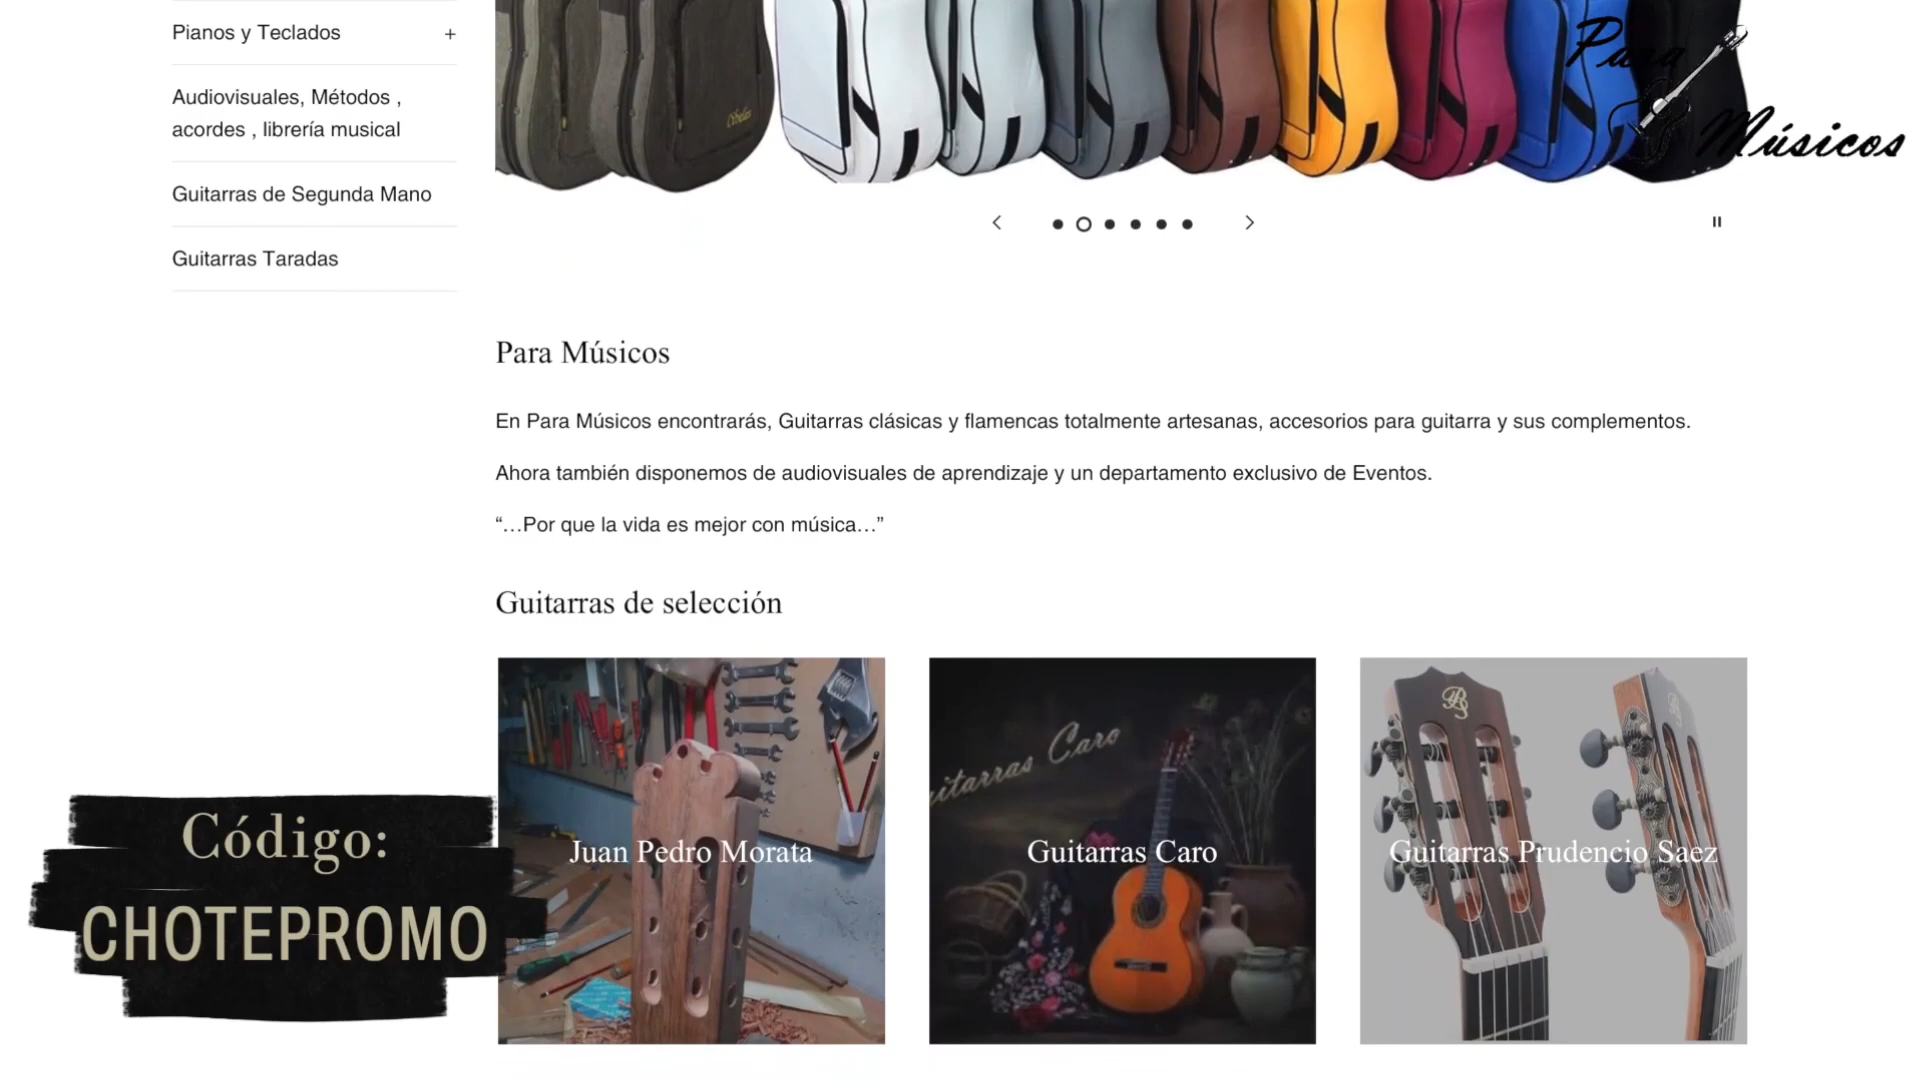 Pianos y Teclados +
Audiovisuales, Métodos ,
acordes , librería musical
Guitarras de Segunda Mano
Guitarras Taradas
Cibeles
Para
Músicos
Para Músicos
En Para Músicos encontrarás, Guitarras clásicas y flamencas totalmente artesanas, accesorios para guitarra y sus complementos.
Ahora también disponemos de audiovisuales de aprendizaje y un departamento exclusivo de Eventos.
“…Por que la vida es mejor con música…”
Guitarras de selección
Juan Pedro Morata
itarras Caro
Guitarras Caro
Guitarras Prudencio Saez
Código:
CHOTEPROMO